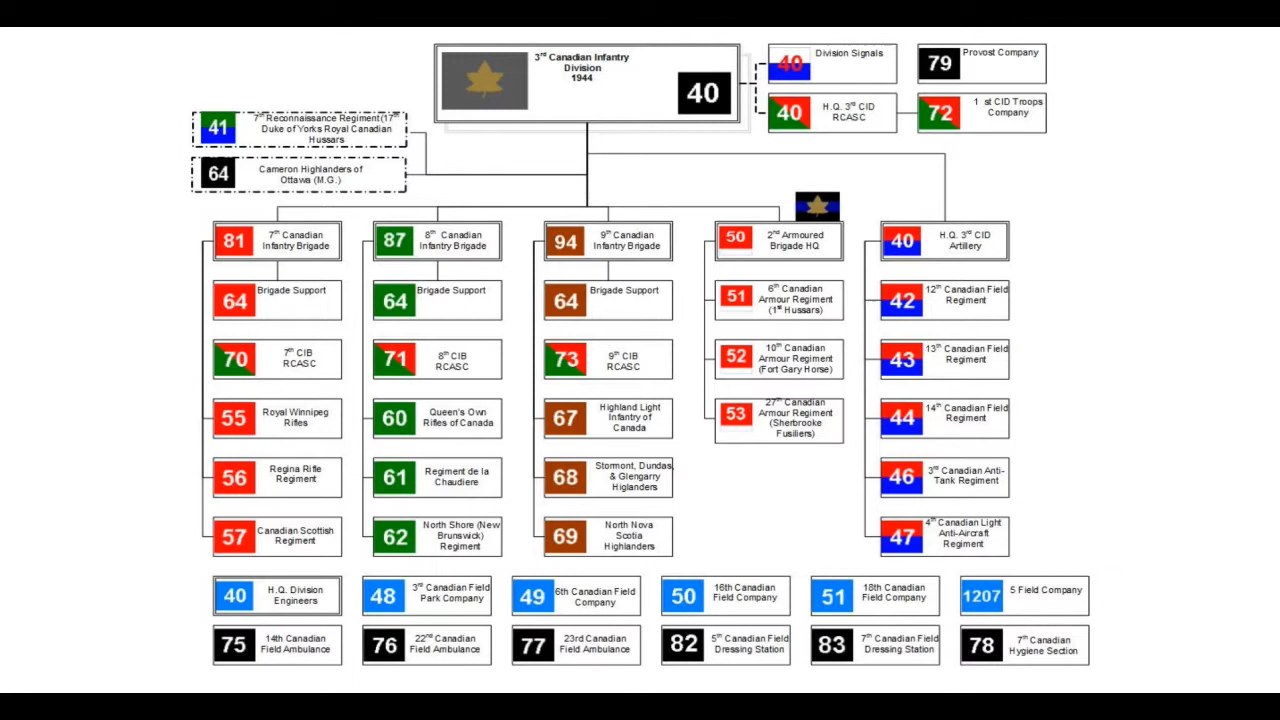 3rd Canadian Infantry
Division
1944
40
40
Division Signals
79
Provost Company
40
H.Q. 3rd CID
RCASC
72
1 st CID Troops
Company
41
7th Reconnaissance Regiment(17th
Duke of Yorks Royal Canadian
Hussars
64
Cameron Highlanders of
Ottawa (M.G.)
81
7th Canadian
Infantry Brigade
87
8th Canadian
Infantry Brigade
94
9th Canadian
Infantry Brigade
50
2nd Armoured
Brigade HQ
40
H.Q. 3rd CID
Artillery
64
Brigade Support
64
Brigade Support
64
Brigade Support
51
6th Canadian
Armour Regiment
(1st Hussars)
42
12th Canadian Field
Regiment
70
7th CIB
RCASC
71
8th CIB
RCASC
73
9th CIB
RCASC
52
10th Canadian
Armour Regiment
(Fort Gary Horse)
43
13th Canadian Field
Regiment
55
Royal Winnipeg
Rifles
60
Queen's Own
Rifles of Canada
67
Highland Light
Infantry of
Canada
53
27th Canadian
Armour Regiment
(Sherbrooke
Fusiliers)
44
14th Canadian Field
Regiment
56
Regina Rifle
Regiment
61
Regiment de la
Chaudiere
68
Stormont, Dundas,
& Glengarry
Higlanders
46
3rd Canadian Anti-
Tank Regiment
57
Canadian Scottish
Regiment
62
North Shore (New
Brunswick)
Regiment
69
North Nova
Scotia
Highlanders
47
4th Canadian Light
Anti-Aircraft
Regiment
40
H.Q. Division
Engineers
48
3rd Canadian Field
Park Company
49
6th Canadian Field
Company
50
16th Canadian
Field Company
51
18th Canadian
Field Company
1207
5 Field Company
75
14th Canadian
Field Ambulance
76
22nd Canadian
Field Ambulance
77
23rd Canadian
Field Ambulance
82
5th Canadian Field
Dressing Station
83
7th Canadian Field
Dressing Station
78
7th Canadian
Hygiene Section